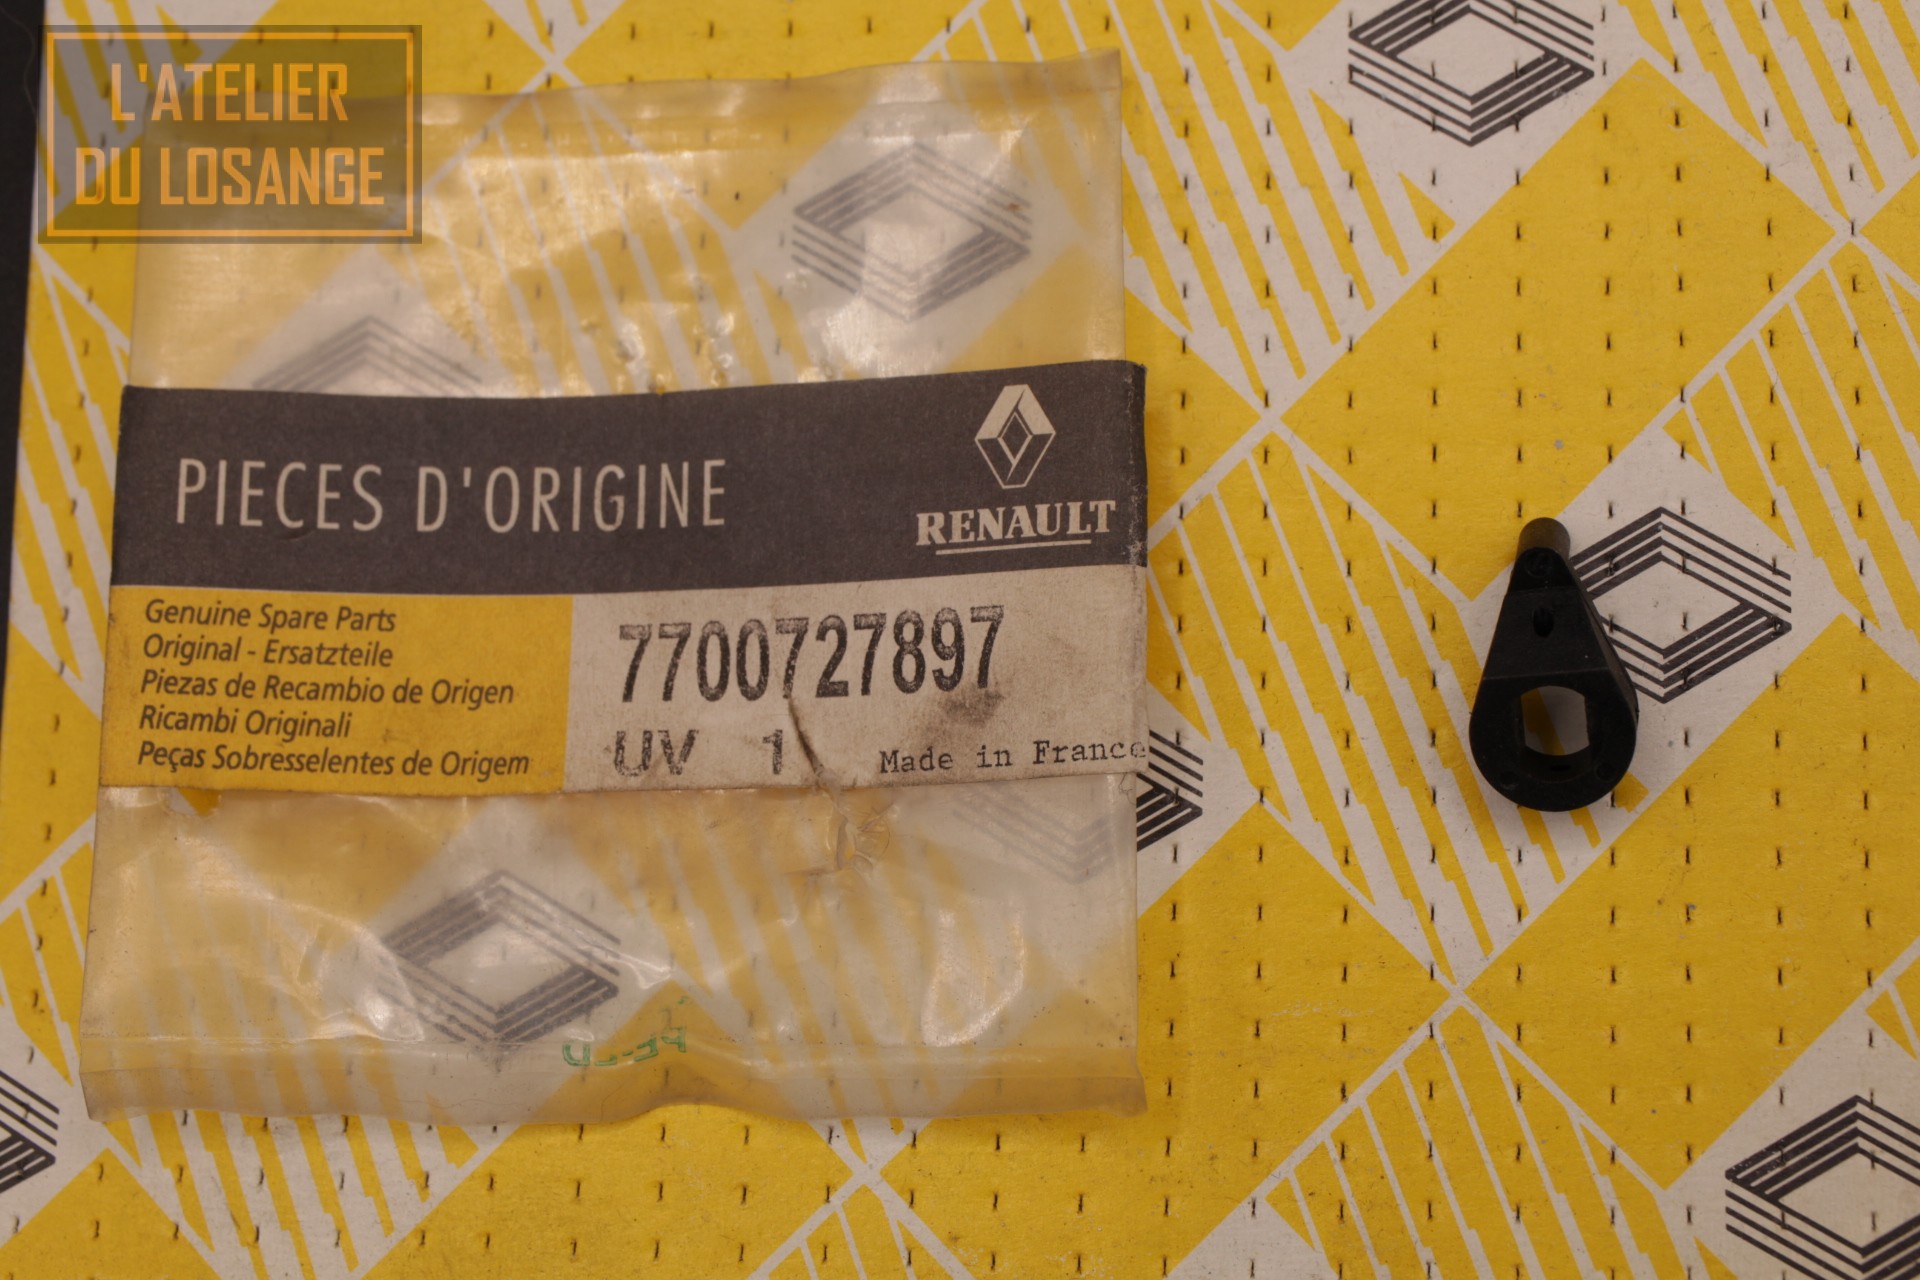 L'ATELIER
DU LOSANGE
PIECES D'ORIGINE
RENAULT
Genuine Spare Parts
Original - Ersatzteile
Piezas de Recambio de Origen
Ricambi Originali
Peças Sobresselentes de Origem
7700727897
UV 1
Made in France